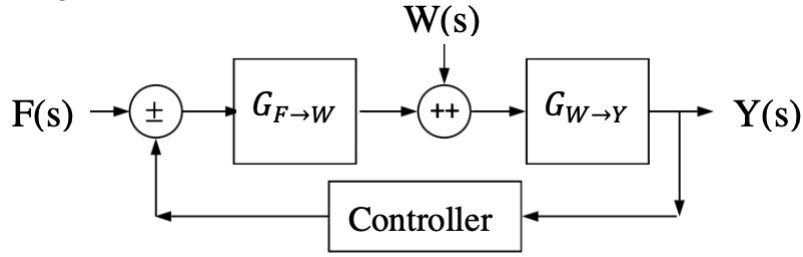 W(s)
F(s) ± G_{F→W} ++ G_{W→Y} Y(s)
Controller